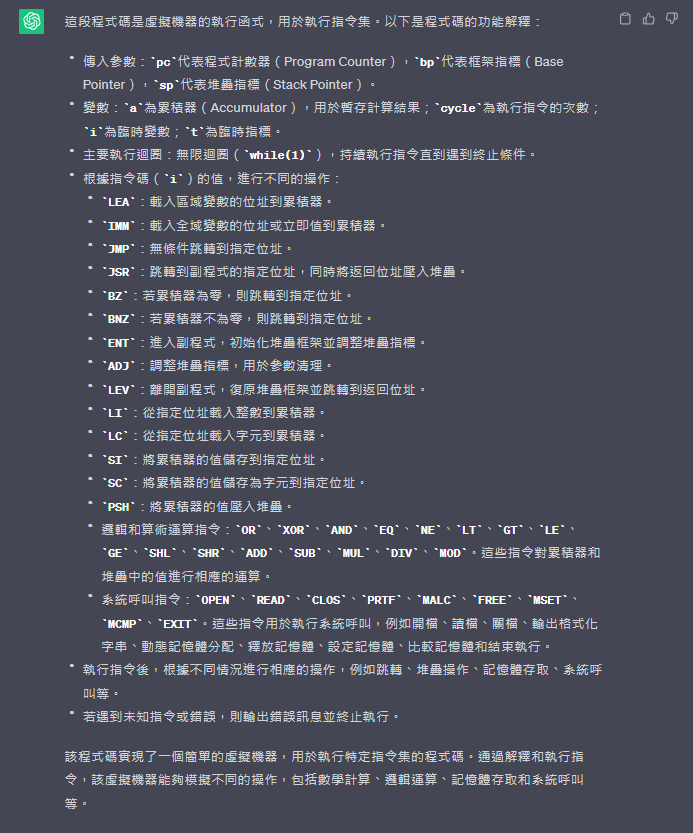 這段程式碼是虛擬機器的執行函式，用於執行指令集。以下是程式碼的功能解釋：
傳入參數：`pc`代表程式計數器（Program Counter），`bp`代表框架指標（Base
Pointer），`sp`代表堆疊指標（Stack Pointer）。
變數：`a`為累積器（Accumulator），用於暫存計算結果；`cycle`為執行指令的次數；
`i`為臨時變數；`t`為臨時指標。
主要執行迴圈：無限迴圈（`while(1)`），持續執行指令直到遇到終止條件。
根據指令碼（`i`）的值，進行不同的操作：
`LEA`：載入區域變數的位址到累積器。
`IMM`：載入全域變數的位址或立即值到累積器。
`JMP`：無條件跳轉到指定位址。
`JSR`：跳轉到副程式的指定位址，同時將返回位址壓入堆疊。
`BZ`：若累積器為零，則跳轉到指定位址。
`BNZ`：若累積器不為零，則跳轉到指定位址。
`ENT`：進入副程式，初始化堆疊框架並調整堆疊指標。
`ADJ`：調整堆疊指標，用於參數清理。
`LEV`：離開副程式，復原堆疊框架並跳轉到返回位址。
`LI`：從指定位址載入整數到累積器。
`LC`：從指定位址載入字元到累積器。
`SI`：將累積器的值儲存到指定位址。
`SC`：將累積器的值儲存為字元到指定位址。
`PSH`：將累積器的值壓入堆疊。
邏輯和算術運算指令：`OR`、`XOR`、`AND`、`EQ`、`NE`、`LT`、`GT`、`LE`、
`GE`、`SHL`、`SHR`、`ADD`、`SUB`、`MUL`、`DIV`、`MOD`。這些指令對累積器和
堆疊中的值進行相應的運算。
系統呼叫指令：`OPEN`、`READ`、`CLOS`、`PRTF`、`MALC`、`FREE`、`MSET`、
`MCMP`、`EXIT`。這些指令用於執行系統呼叫，例如開檔、讀檔、關檔、輸出格式化
字串、動態記憶體分配、釋放記憶體、設定記憶體、比較記憶體和結束執行。
執行指令後，根據不同情況進行相應的操作，例如跳轉、堆疊操作、記憶體存取、系統呼
叫等。
若遇到未知指令或錯誤，則輸出錯誤訊息並終止執行。
該程式碼實現了一個簡單的虛擬機器，用於執行特定指令集的程式碼。通過解釋和執行指
令，該虛擬機器能夠模擬不同的操作，包括數學計算、邏輯運算、記憶體存取和系統呼叫
等。